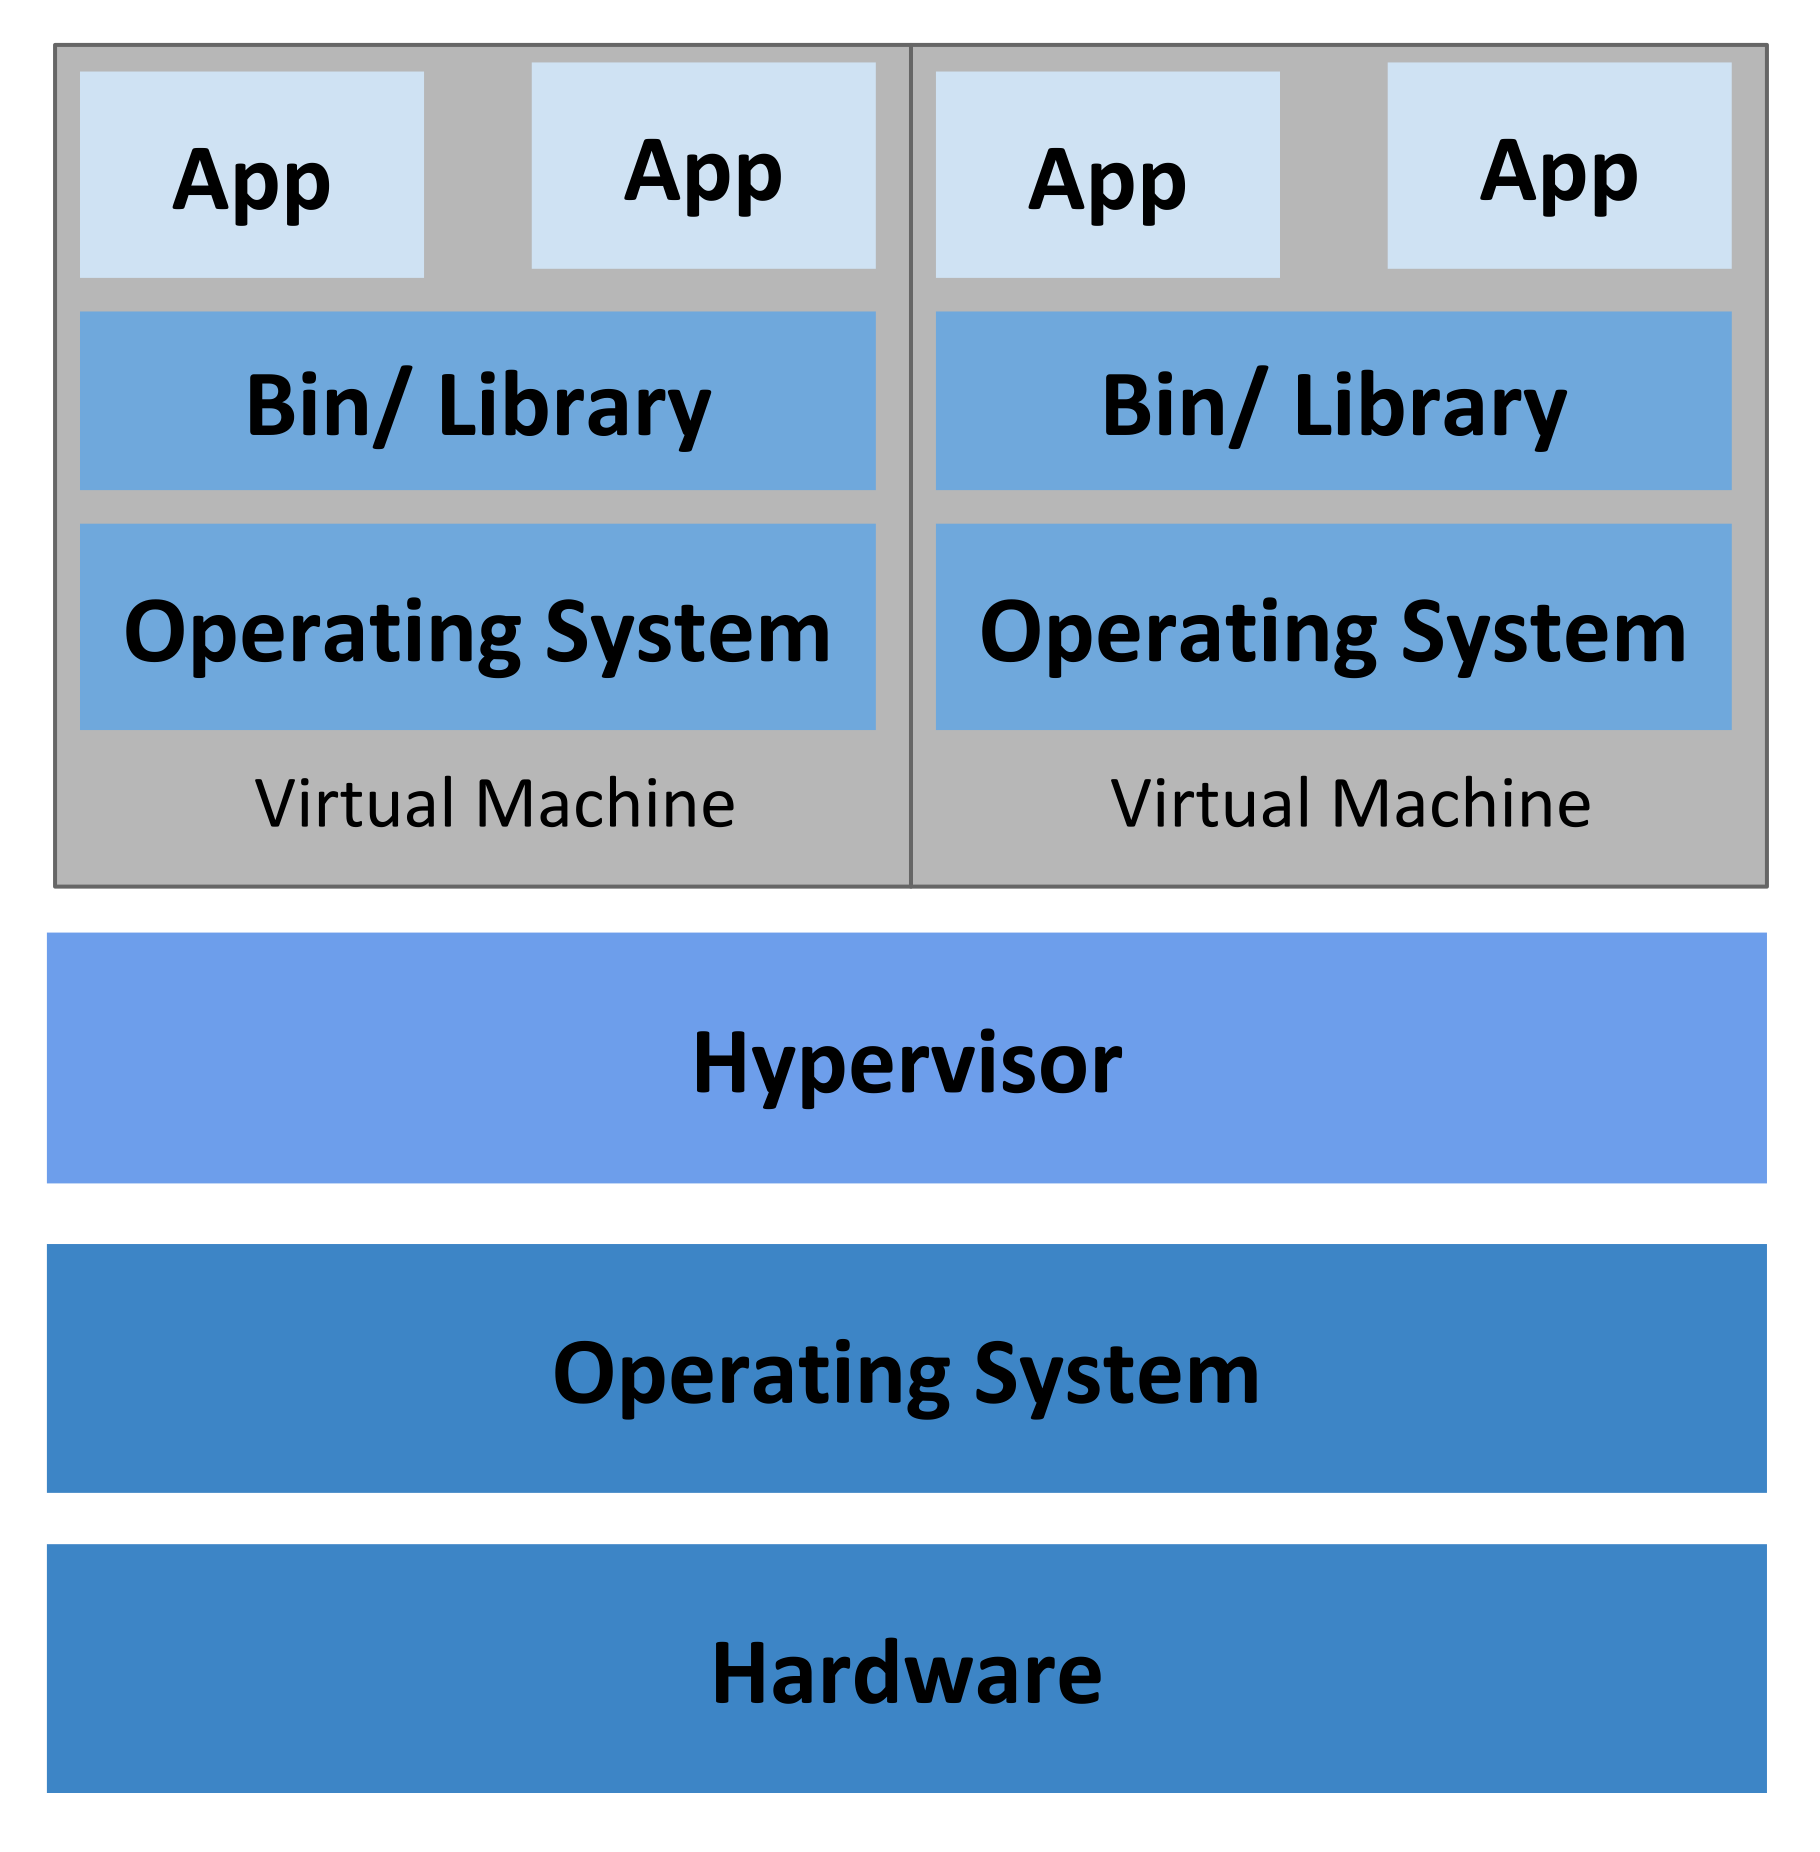 App
App
App
App
Bin/ Library
Bin/ Library
Operating System
Operating System
Virtual Machine
Virtual Machine
Hypervisor
Operating System
Hardware